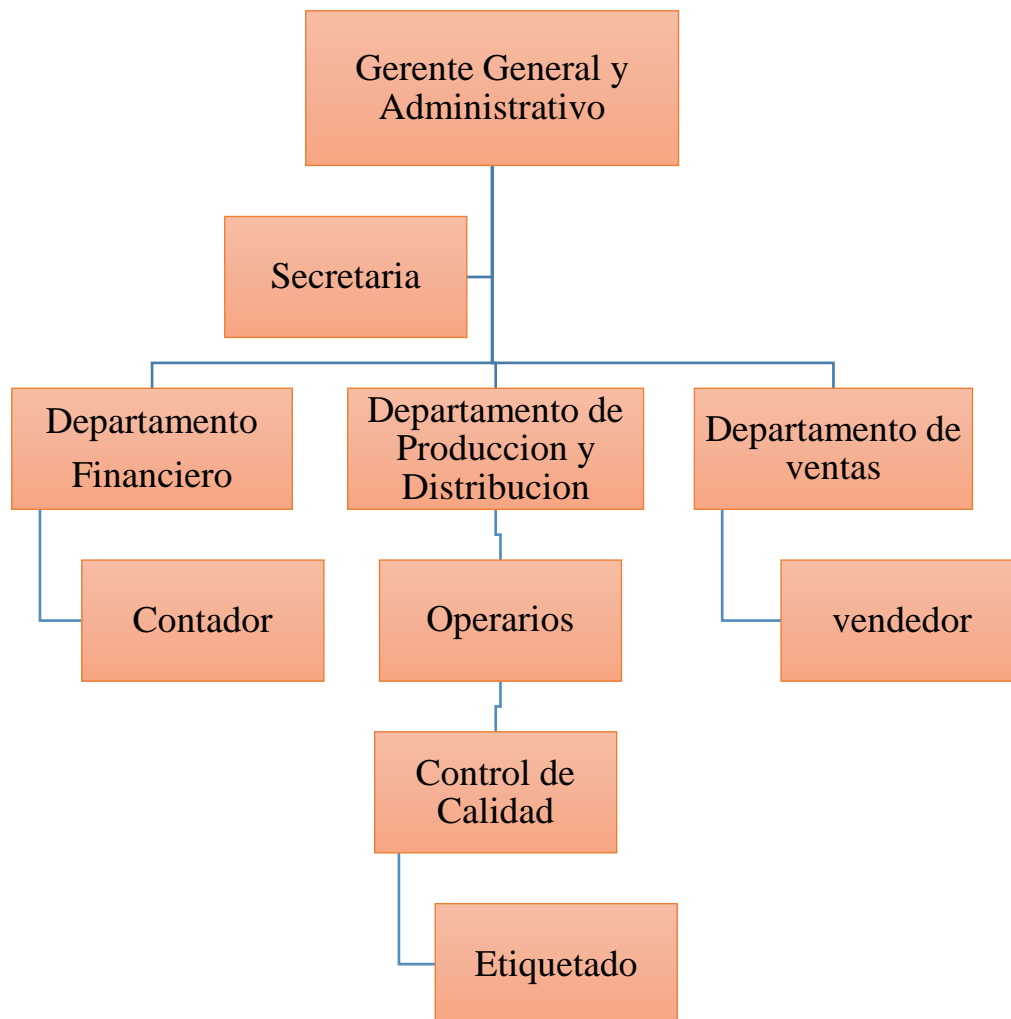 Gerente General y
Administrativo
Secretaria
Departamento
Financiero
Departamento de
Produccion y
Distribucion
Departamento de
ventas
Contador
Operarios
vendedor
Control de
Calidad
Etiquetado